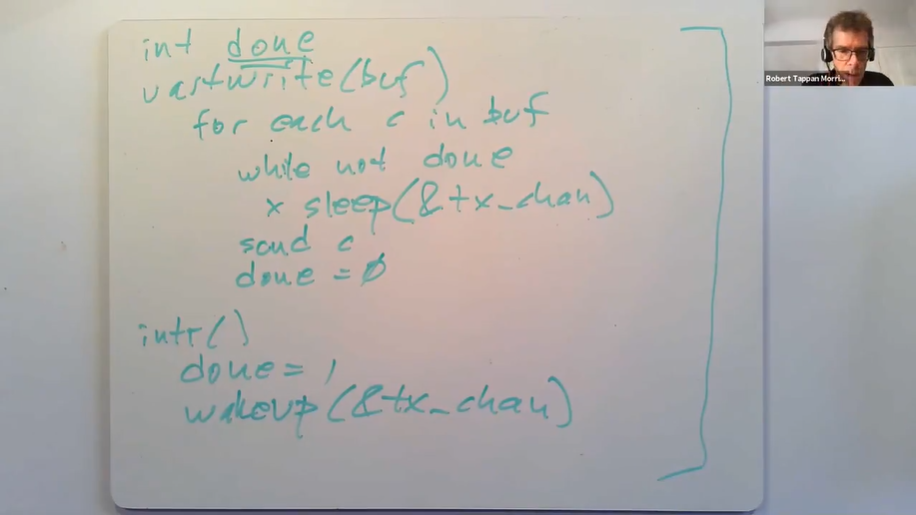 int done
uartwrite(buf)
for each c in buf
while not done
x sleep(&tx_chan)
send c
done = 0
intr()
done = 1
wakeup(&tx_chan)
Robert Tappan Morri...